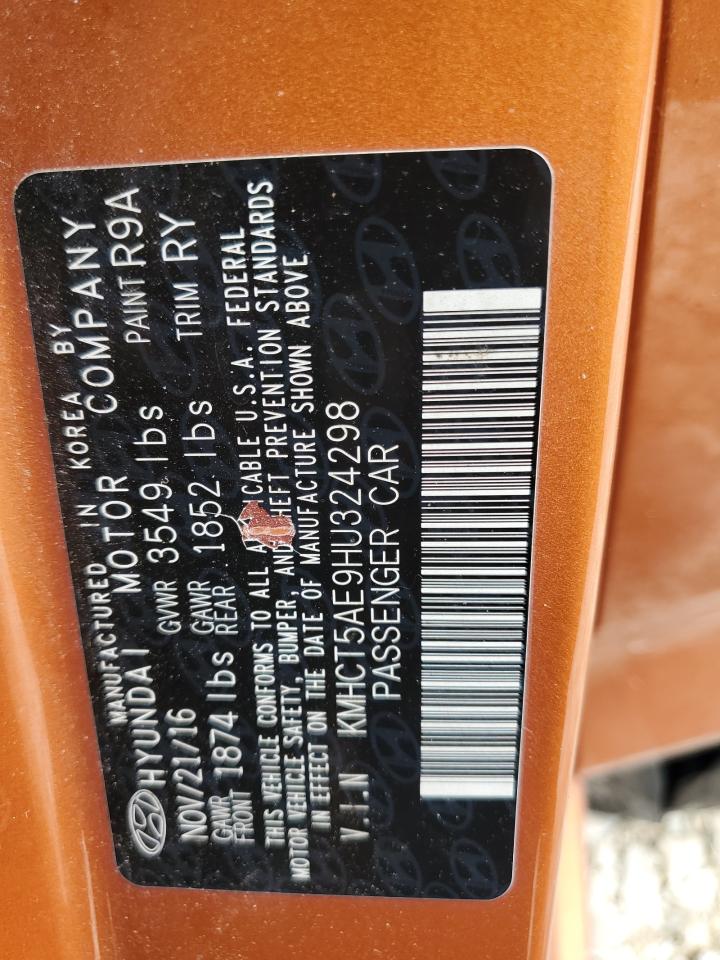 MANUFACTURED IN KOREA BY
HYUNDAI MOTOR COMPANY
NOV/21/16 GVWR 3549 lbs PAINT R9A
GAWR FRONT 1874 lbs GAWR REAR 1852 lbs TRIM RY
THIS VEHICLE CONFORMS TO ALL CABLE U.S.A. FEDERAL
MOTOR VEHICLE SAFETY, BUMPER, AND HEFT PREVENTION STANDARDS
IN EFFECT ON THE DATE OF MANUFACTURE SHOWN ABOVE
V.I.N KMHCT5AE9HU324298
PASSENGER CAR